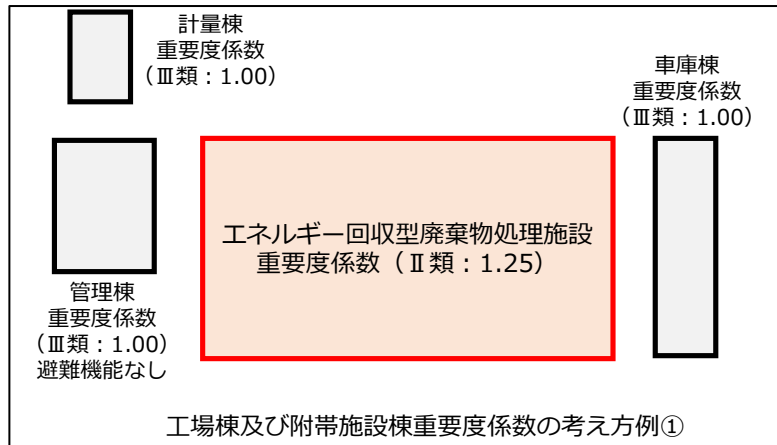 計量棟
重要度係数
（Ⅲ類：1.00）
車庫棟
重要度係数
（Ⅲ類：1.00）
エネルギー回収型廃棄物処理施設
重要度係数（Ⅱ類：1.25）
管理棟
重要度係数
（Ⅲ類：1.00）
避難機能なし
工場棟及び附帯施設棟重要度係数の考え方例①